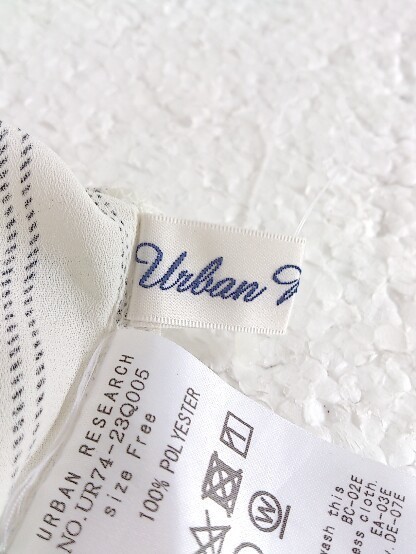 Urban
URBAN RESEARCH
NO.UR74-23Q005
size Free
100% POLYESTER
W
ash this
BC-02E
ess cloth.
EA-03E
DE-07E